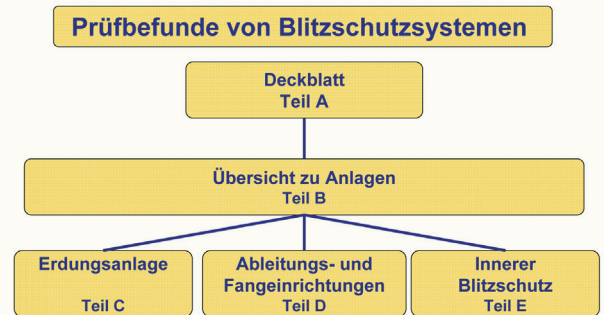 Prüfbefunde von Blitzschutzsystemen
Deckblatt
Teil A
Übersicht zu Anlagen
Teil B
Erdungsanlage
Teil C
Ableitungs- und
Fangeinrichtungen
Teil D
Innerer
Blitzschutz
Teil E